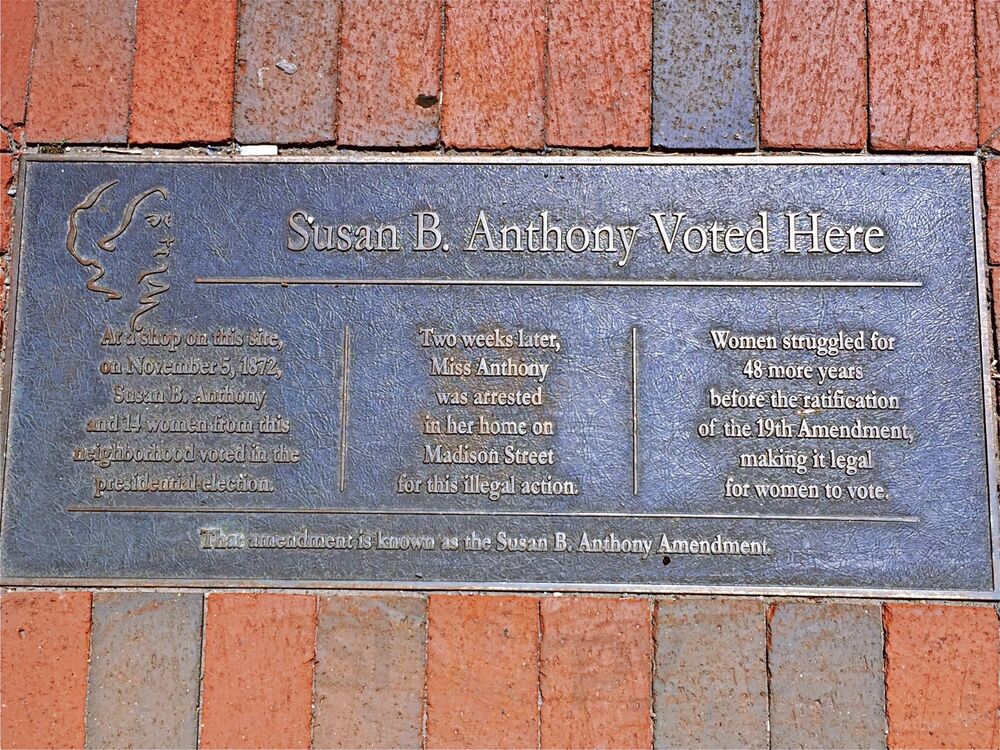 Susan B. Anthony Voted Here
At a shop on this site,
on November 5, 1872,
Susan B. Anthony
and 14 women from this
neighborhood voted in the
presidential election.
Two weeks later,
Miss Anthony
was arrested
in her home on
Madison Street
for this illegal action.
Women struggled for
48 more years
before the ratification
of the 19th Amendment,
making it legal
for women to vote.
That amendment is known as the Susan B. Anthony Amendment.